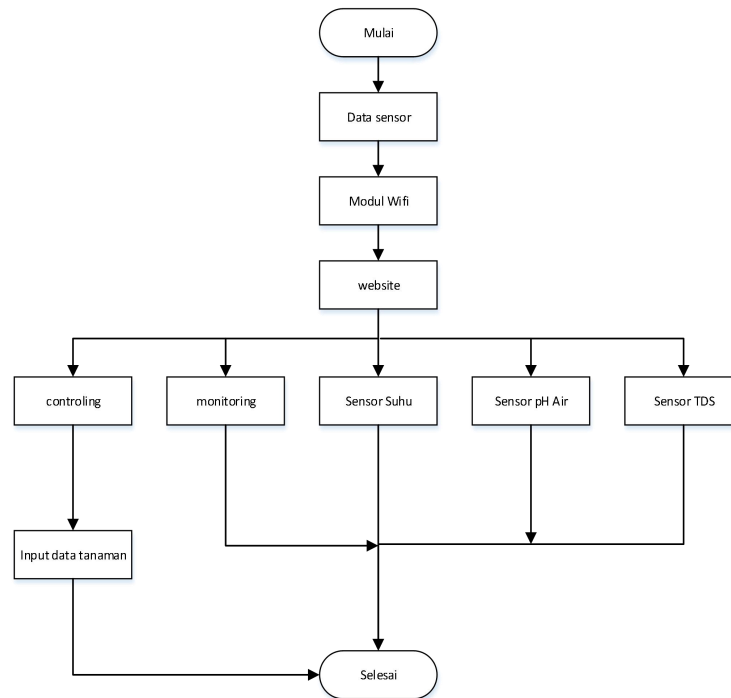 Mulai
Data sensor
Modul Wifi
website
controling
monitoring
Sensor Suhu
Sensor pH Air
Sensor TDS
Input data tanaman
Selesai